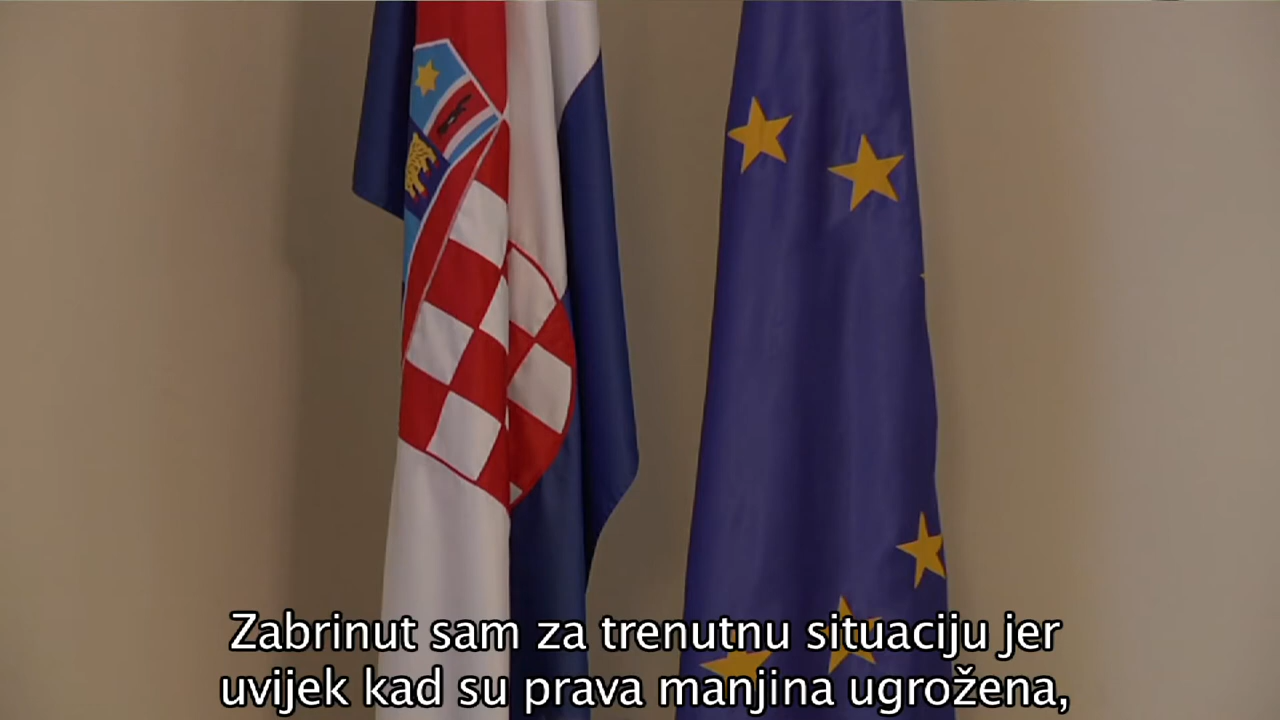 Zabrinut sam za trenutnu situaciju jer
uvijek kad su prava manjina ugrožena,